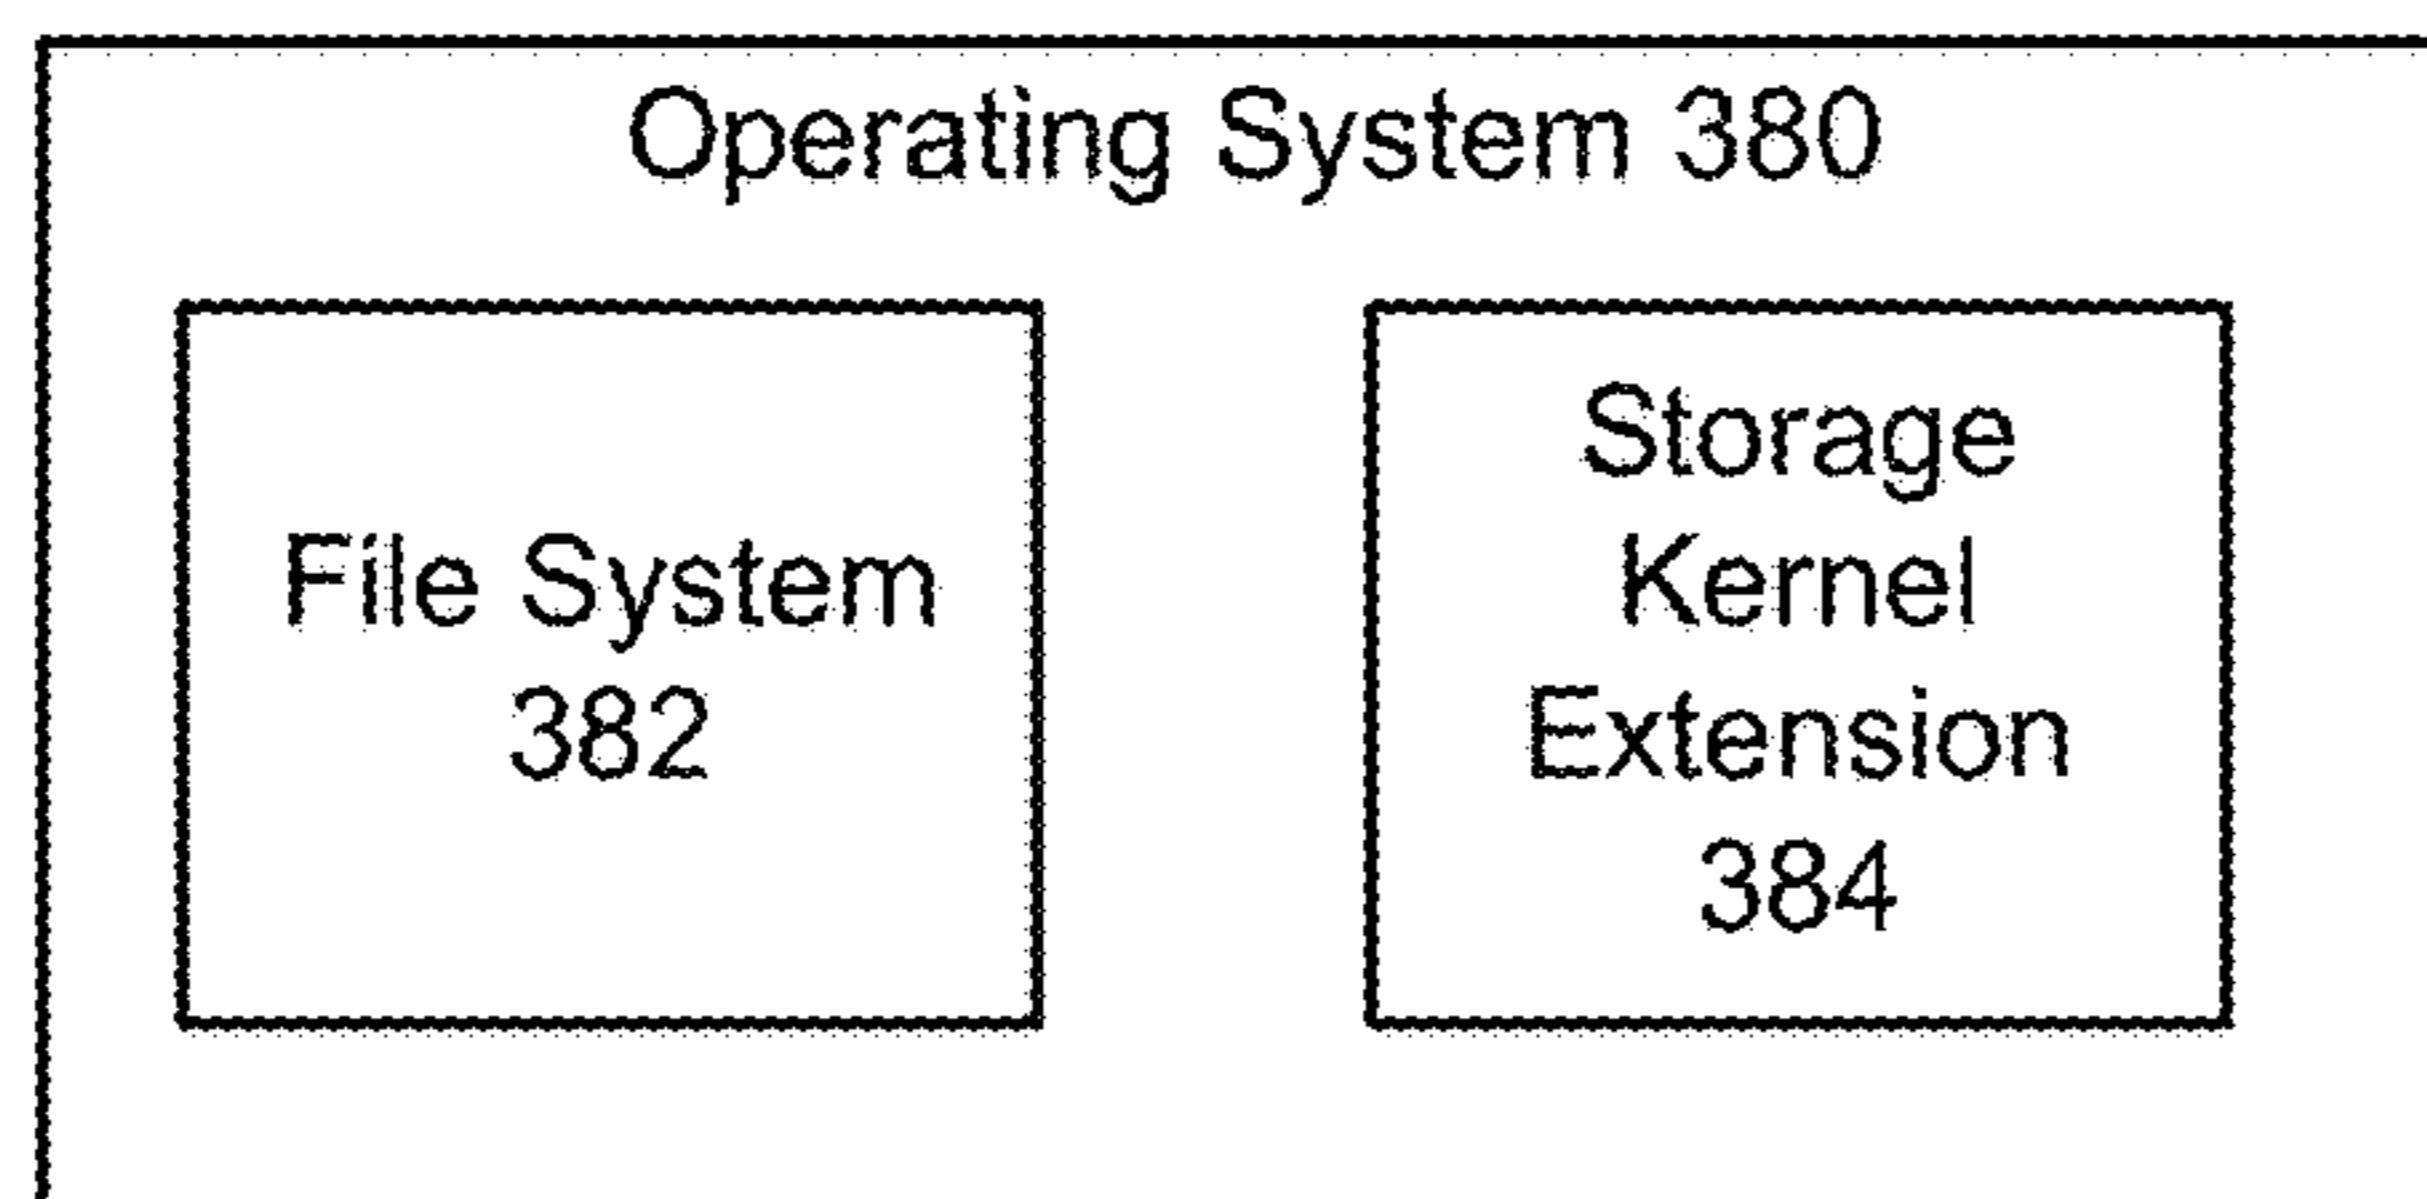 Operating System 380
File System
382
Storage
Kernel
Extension
384